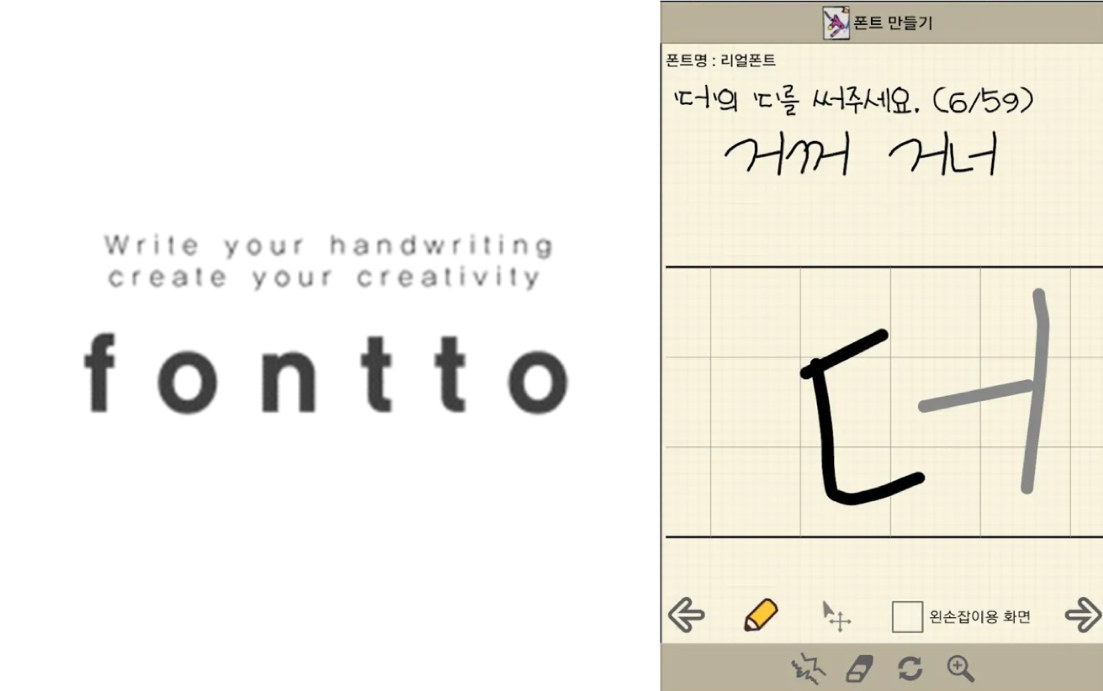 Write your handwriting
create your creativity
fontto
폰트 만들기
폰트명 : 리얼폰트
'더'의 'ㄷ'를 써주세요. (6/59)
거꺼 거너
더
왼손잡이용 화면